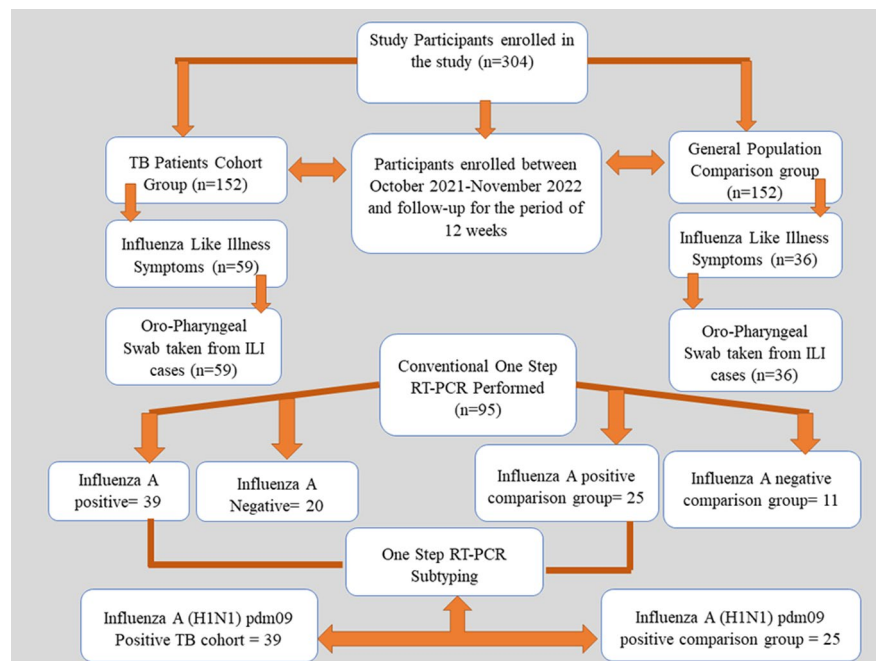 Study Participants enrolled in
the study (n=304)
TB Patients Cohort
Group (n=152)
Participants enrolled between
October 2021-November 2022
and follow-up for the period of
12 weeks
General Population
Comparison group
(n=152)
Influenza Like Illness
Symptoms (n=59)
Influenza Like Illness
Symptoms (n=36)
Oro-Pharyngeal
Swab taken from ILI
cases (n=59)
Oro-Pharyngeal
Swab taken from ILI
cases (n=36)
Conventional One Step
RT-PCR Performed
(n=95)
Influenza A
positive= 39
Influenza A
Negative= 20
Influenza A positive
comparison group= 25
Influenza A negative
comparison group= 11
One Step RT-PCR
Subtyping
Influenza A (H1N1) pdm09
Positive TB cohort = 39
Influenza A (H1N1) pdm09
positive comparison group = 25